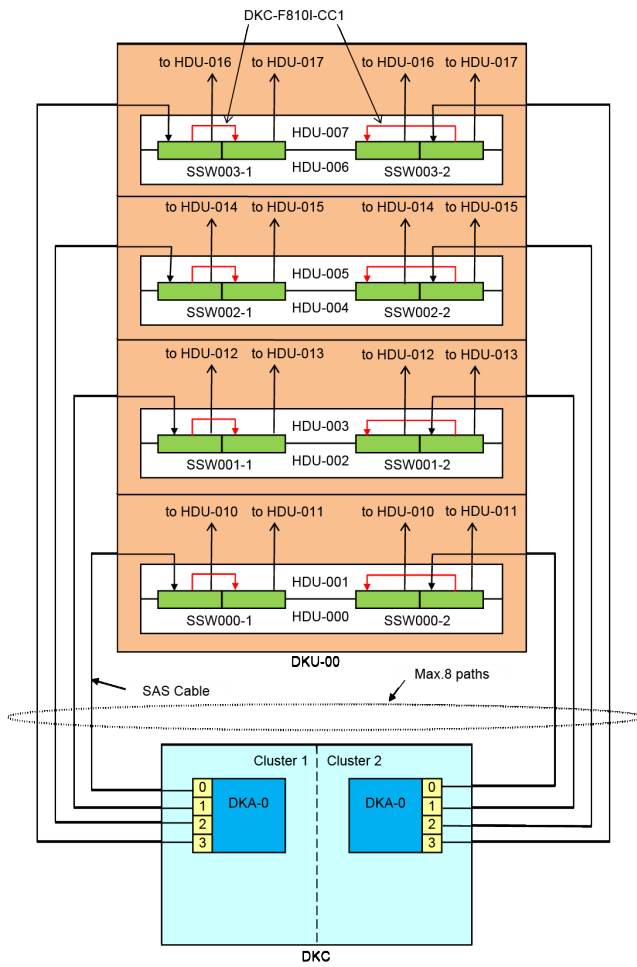 DKC-F810I-CC1
to HDU-016 to HDU-017 to HDU-016 to HDU-017
HDU-007
HDU-006
SSW003-1 SSW003-2
to HDU-014 to HDU-015 to HDU-014 to HDU-015
HDU-005
HDU-004
SSW002-1 SSW002-2
to HDU-012 to HDU-013 to HDU-012 to HDU-013
HDU-003
HDU-002
SSW001-1 SSW001-2
to HDU-010 to HDU-011 to HDU-010 to HDU-011
HDU-001
HDU-000
SSW000-1 SSW000-2
DKU-00
SAS Cable
Max.8 paths
Cluster 1 Cluster 2
0 0
1 DKA-0 DKA-0 1
2 2
3 3
DKC